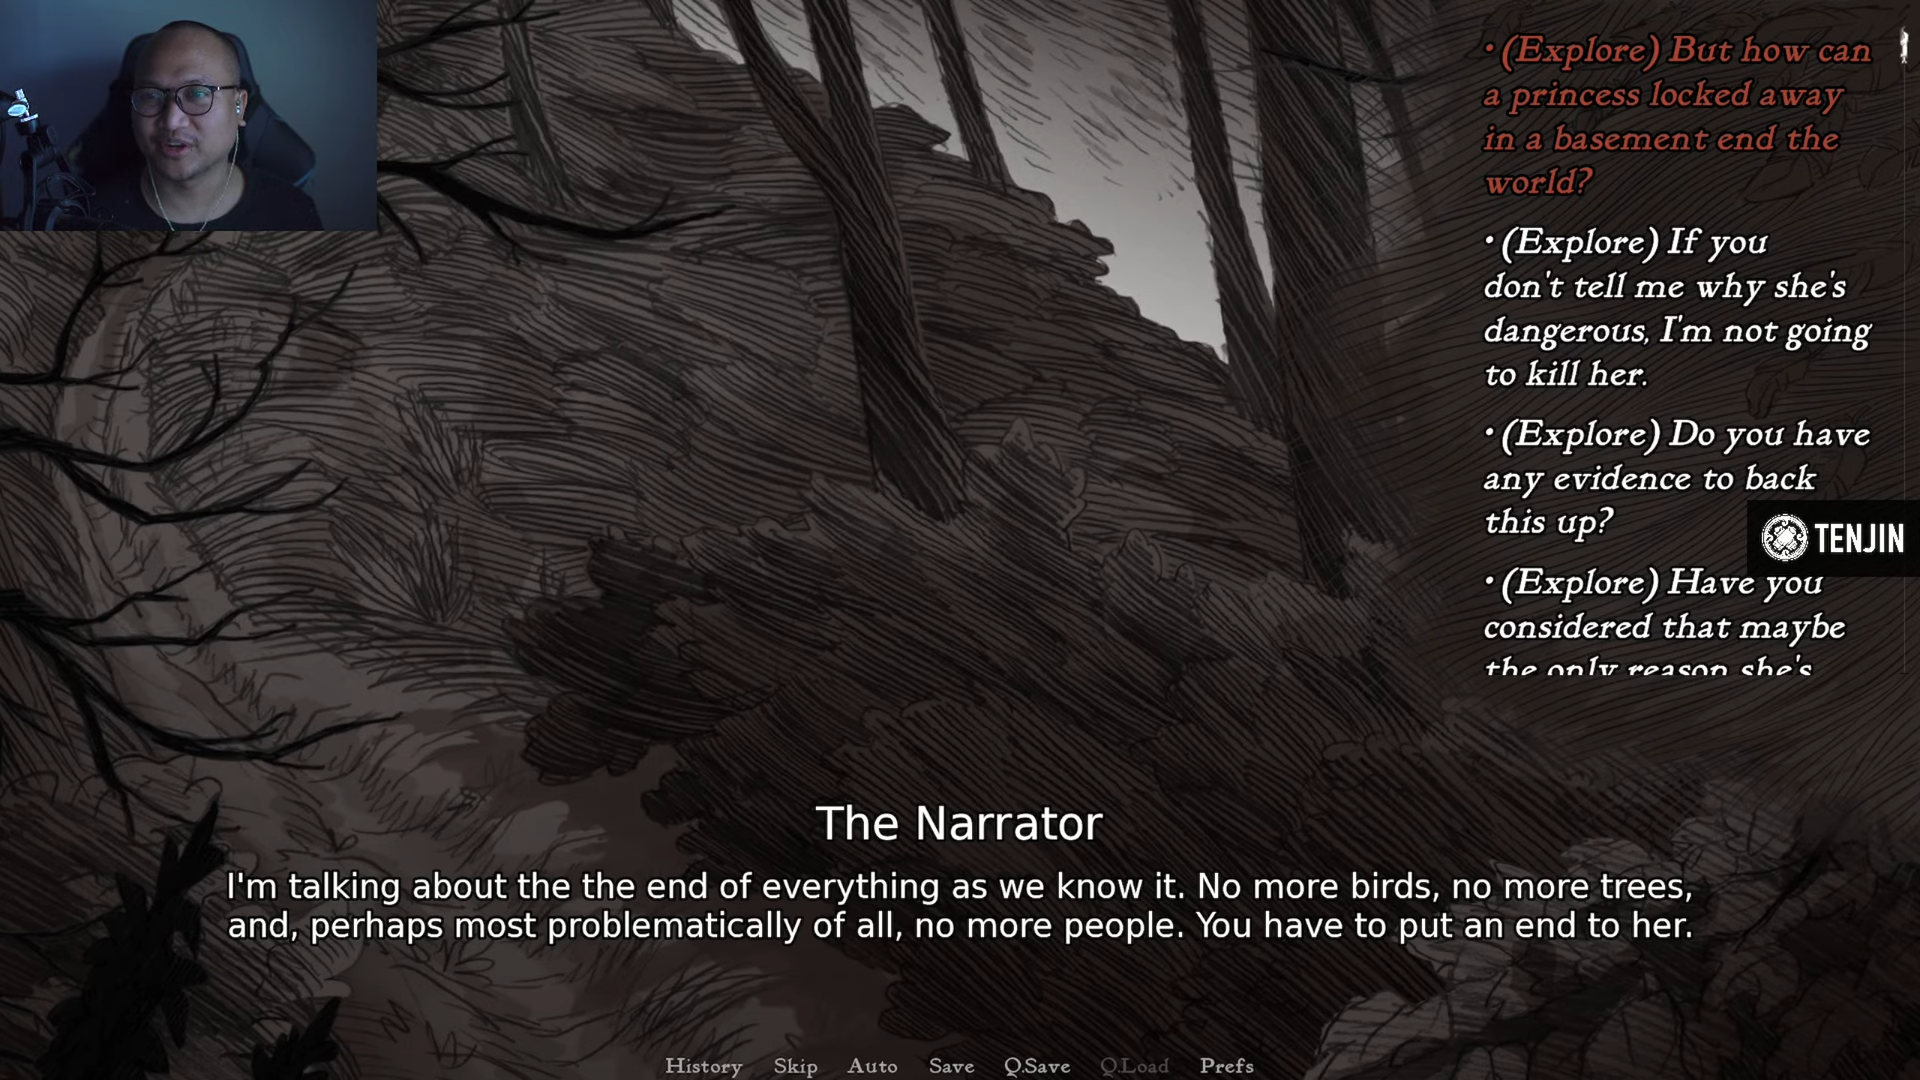 • (Explore) But how can
a princess locked away
in a basement end the
world?
• (Explore) If you
don't tell me why she's
dangerous, I'm not going
to kill her.
• (Explore) Do you have
any evidence to back
this up?
TENJIN
• (Explore) Have you
considered that maybe
the only reason she's
The Narrator
I'm talking about the the end of everything as we know it. No more birds, no more trees,
and, perhaps most problematically of all, no more people. You have to put an end to her.
History Skip Auto Save Q.Save Q.Load Prefs